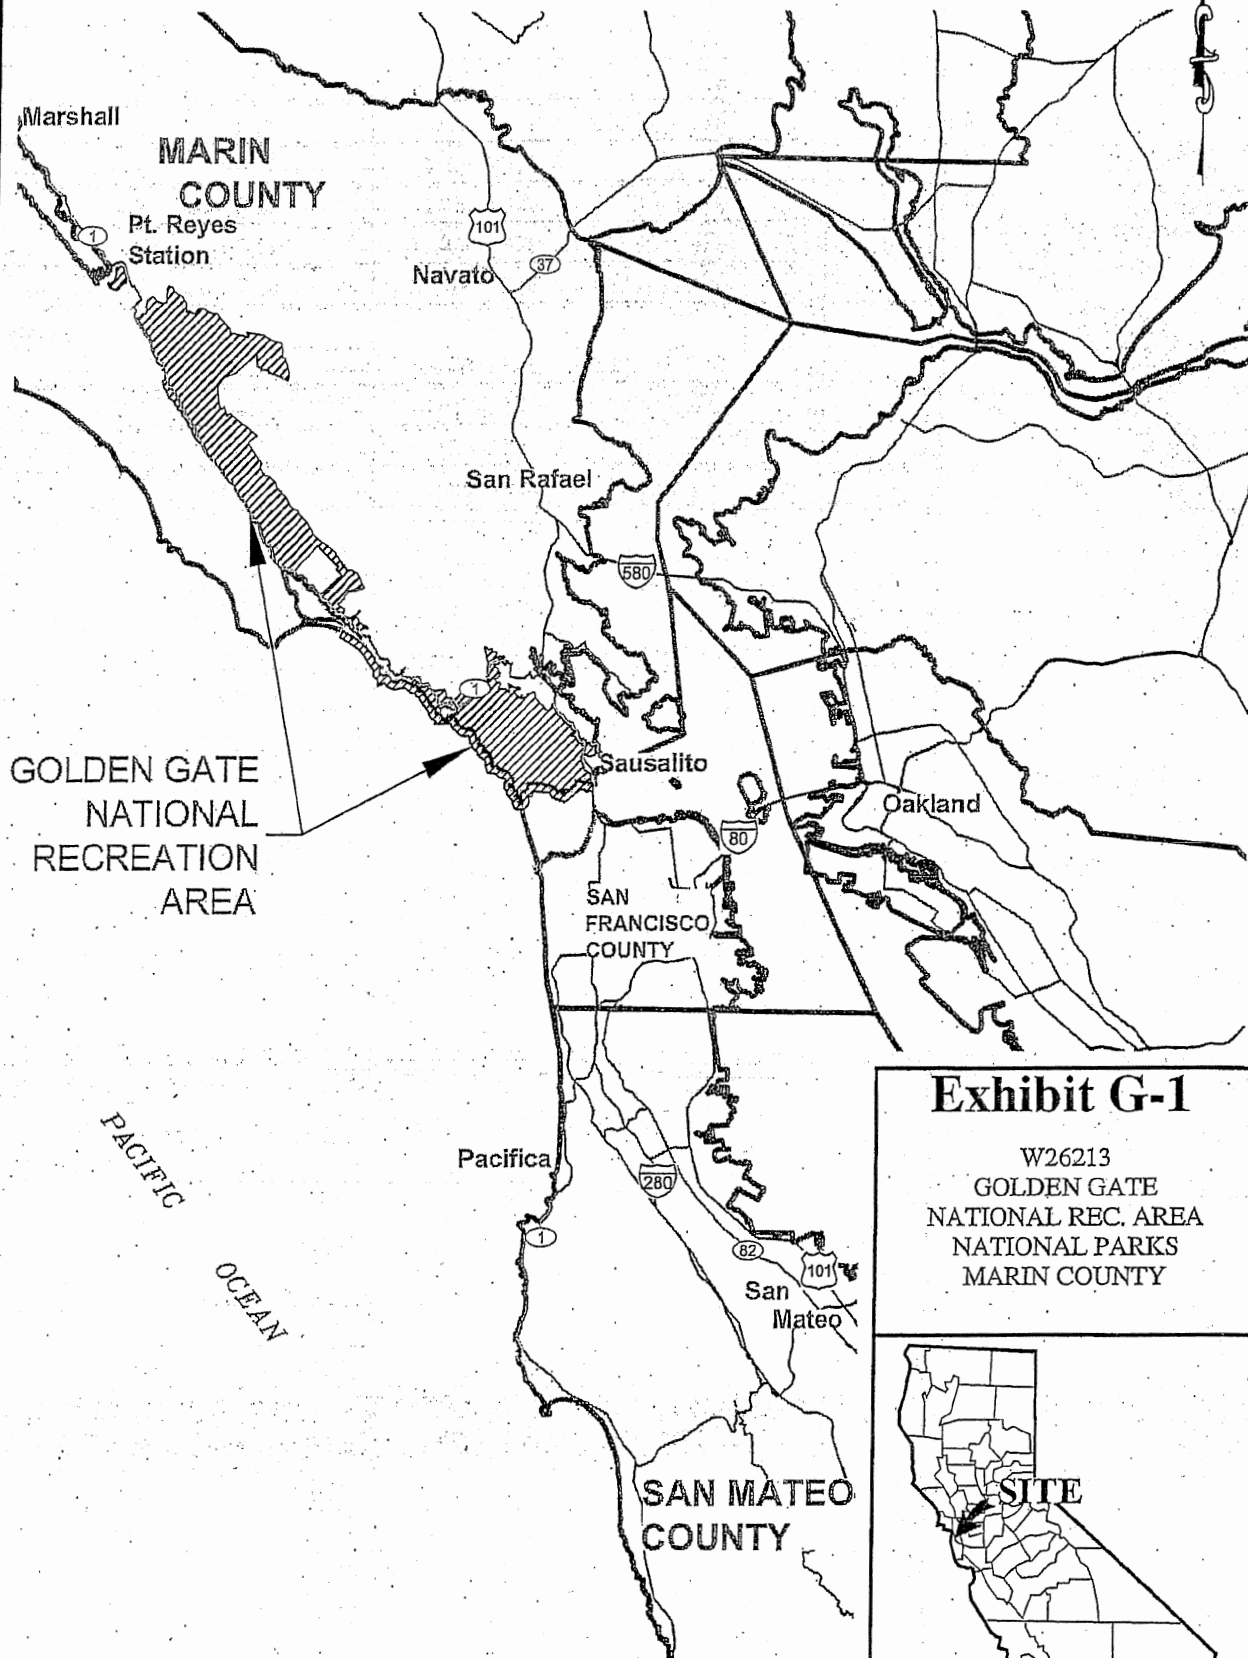 Marshall
MARIN
COUNTY
Pt. Reyes
Station
1
101
Navato
37
San Rafael
580
1
GOLDEN GATE
NATIONAL
RECREATION
AREA
Sausalito
Oakland
80
SAN
FRANCISCO
COUNTY
PACIFIC
OCEAN
Pacifica
280
1
82
101
San
Mateo
SAN MATEO
COUNTY
Exhibit G-1
W26213
GOLDEN GATE
NATIONAL REC. AREA
NATIONAL PARKS
MARIN COUNTY
SITE